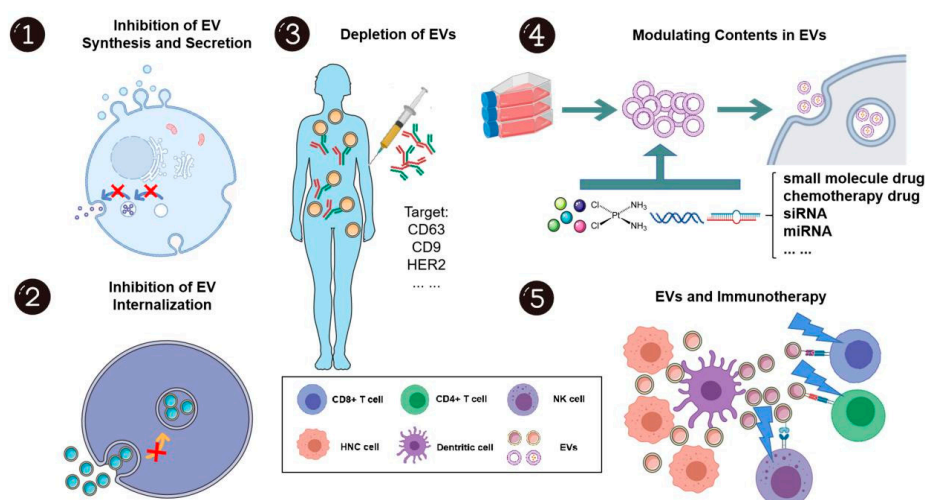 1
Inhibition of EV
Synthesis and Secretion
2
Inhibition of EV
Internalization
3
Depletion of EVs
Target:
CD63
CD9
HER2
... ...
4
Modulating Contents in EVs
Cl
NH3
Pt
Cl
NH3
small molecule drug
chemotherapy drug
siRNA
miRNA
... ...
5
EVs and Immunotherapy
CD8+ T cell
CD4+ T cell
NK cell
HNC cell
Dentritic cell
EVs